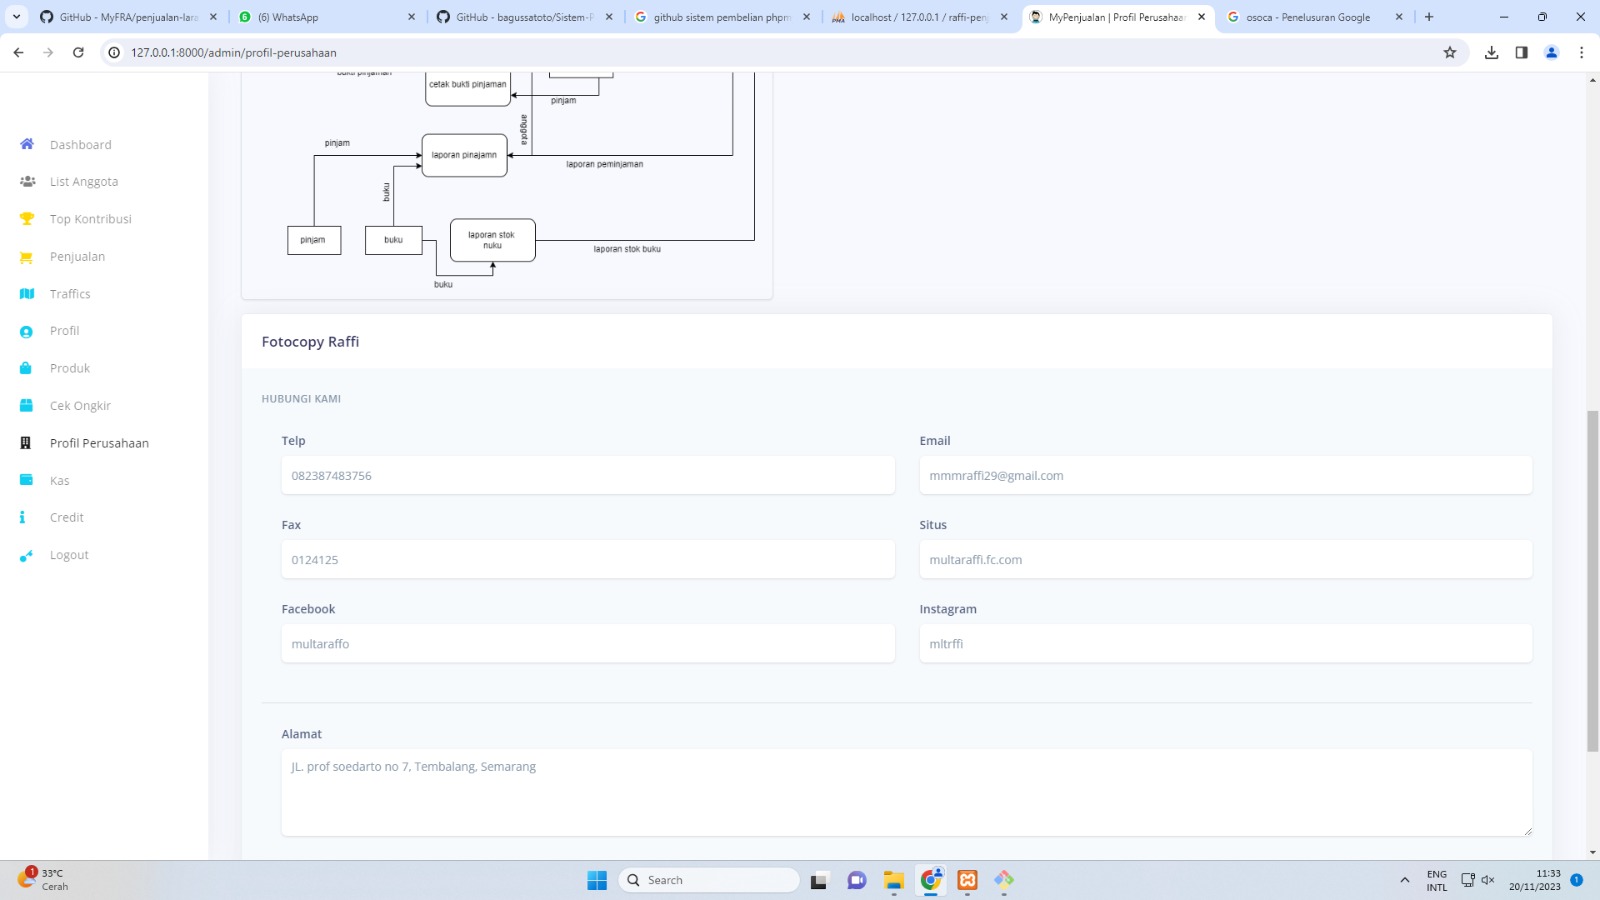 GitHub - MyFRA/penjualan-lara
(6) WhatsApp
GitHub - bagussatoto/Sistem-P
github sistem pembelian phpm
localhost / 127.0.0.1 / raffi-penj
MyPenjualan | Profil Perusahaan
osoca - Penelusuran Google
127.0.0.1:8000/admin/profil-perusahaan
Dashboard
List Anggota
Top Kontribusi
Penjualan
Traffics
Profil
Produk
Cek Ongkir
Profil Perusahaan
Kas
Credit
Logout
bukti pinjaman
cetak bukti pinjaman
pinjam
anggota
pinjam
laporan pinajamn
laporan peminjaman
buku
pinjam
buku
laporan stok
nuku
laporan stok buku
buku
Fotocopy Raffi
HUBUNGI KAMI
Telp
Email
082387483756
mmmraffi29@gmail.com
Fax
Situs
0124125
multaraffi.fc.com
Facebook
Instagram
multaraffo
mltrffi
Alamat
JL. prof soedarto no 7, Tembalang, Semarang
1
33°C
Cerah
Search
ENG
INTL
11:33
20/11/2023
1